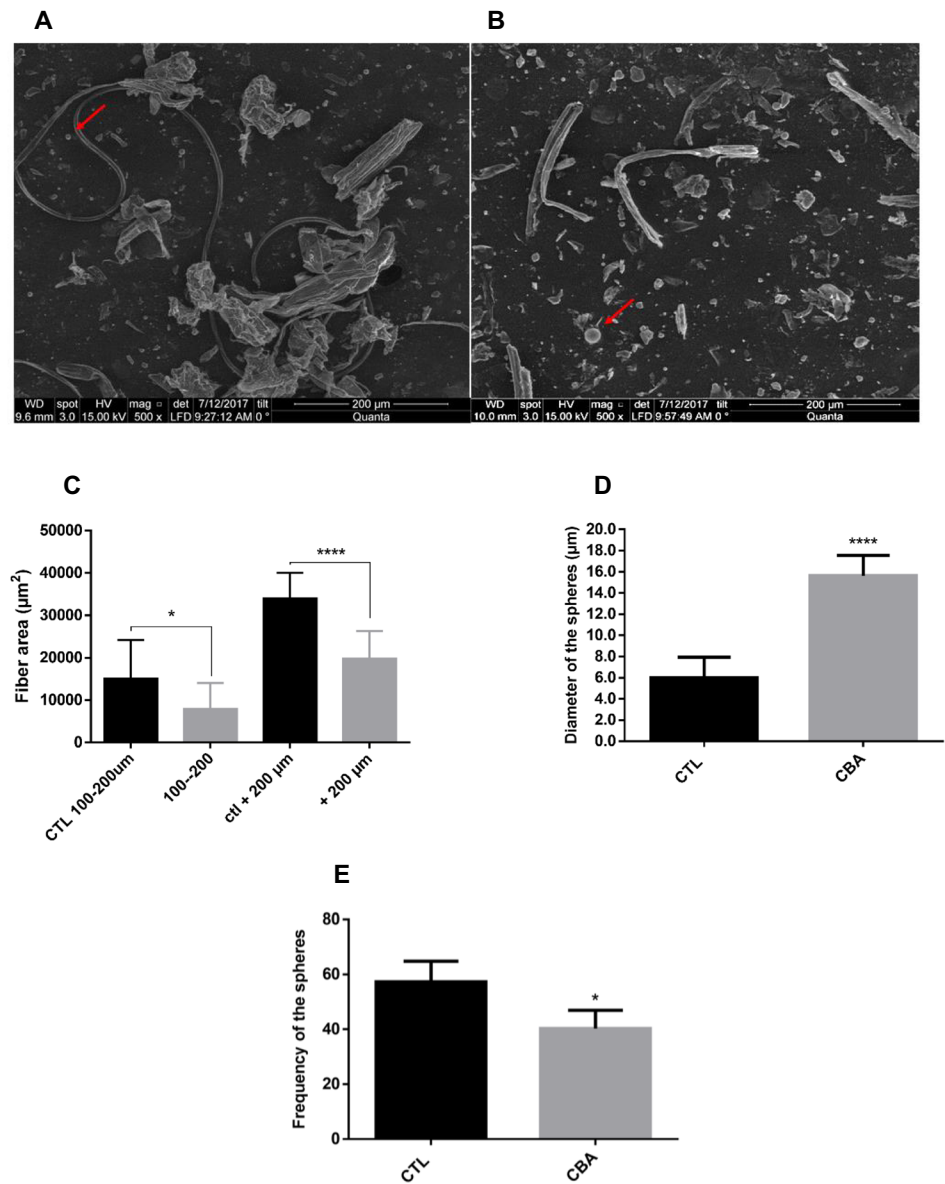 A
B
WD spot HV mag □ det 7/12/2017 tilt 200 µm
9.6 mm 3.0 15.00 kV 500 x LFD 9:27:12 AM 0 ° Quanta
WD spot HV mag □ det 7/12/2017 tilt 200 µm
10.0 mm 3.0 15.00 kV 500 x LFD 9:57:49 AM 0 ° Quanta
C
Fiber area (µm²)
50000
40000
30000
20000
10000
0
*
****
CTL 100-200um
100--200
ctl + 200 µm
+ 200 µm
D
Diameter of the spheres (µm)
20.0
18.0
16.0
14.0
12.0
10.0
8.0
6.0
4.0
2.0
0.0
****
CTL
CBA
E
Frequency of the spheres
80
60
40
20
0
*
CTL
CBA